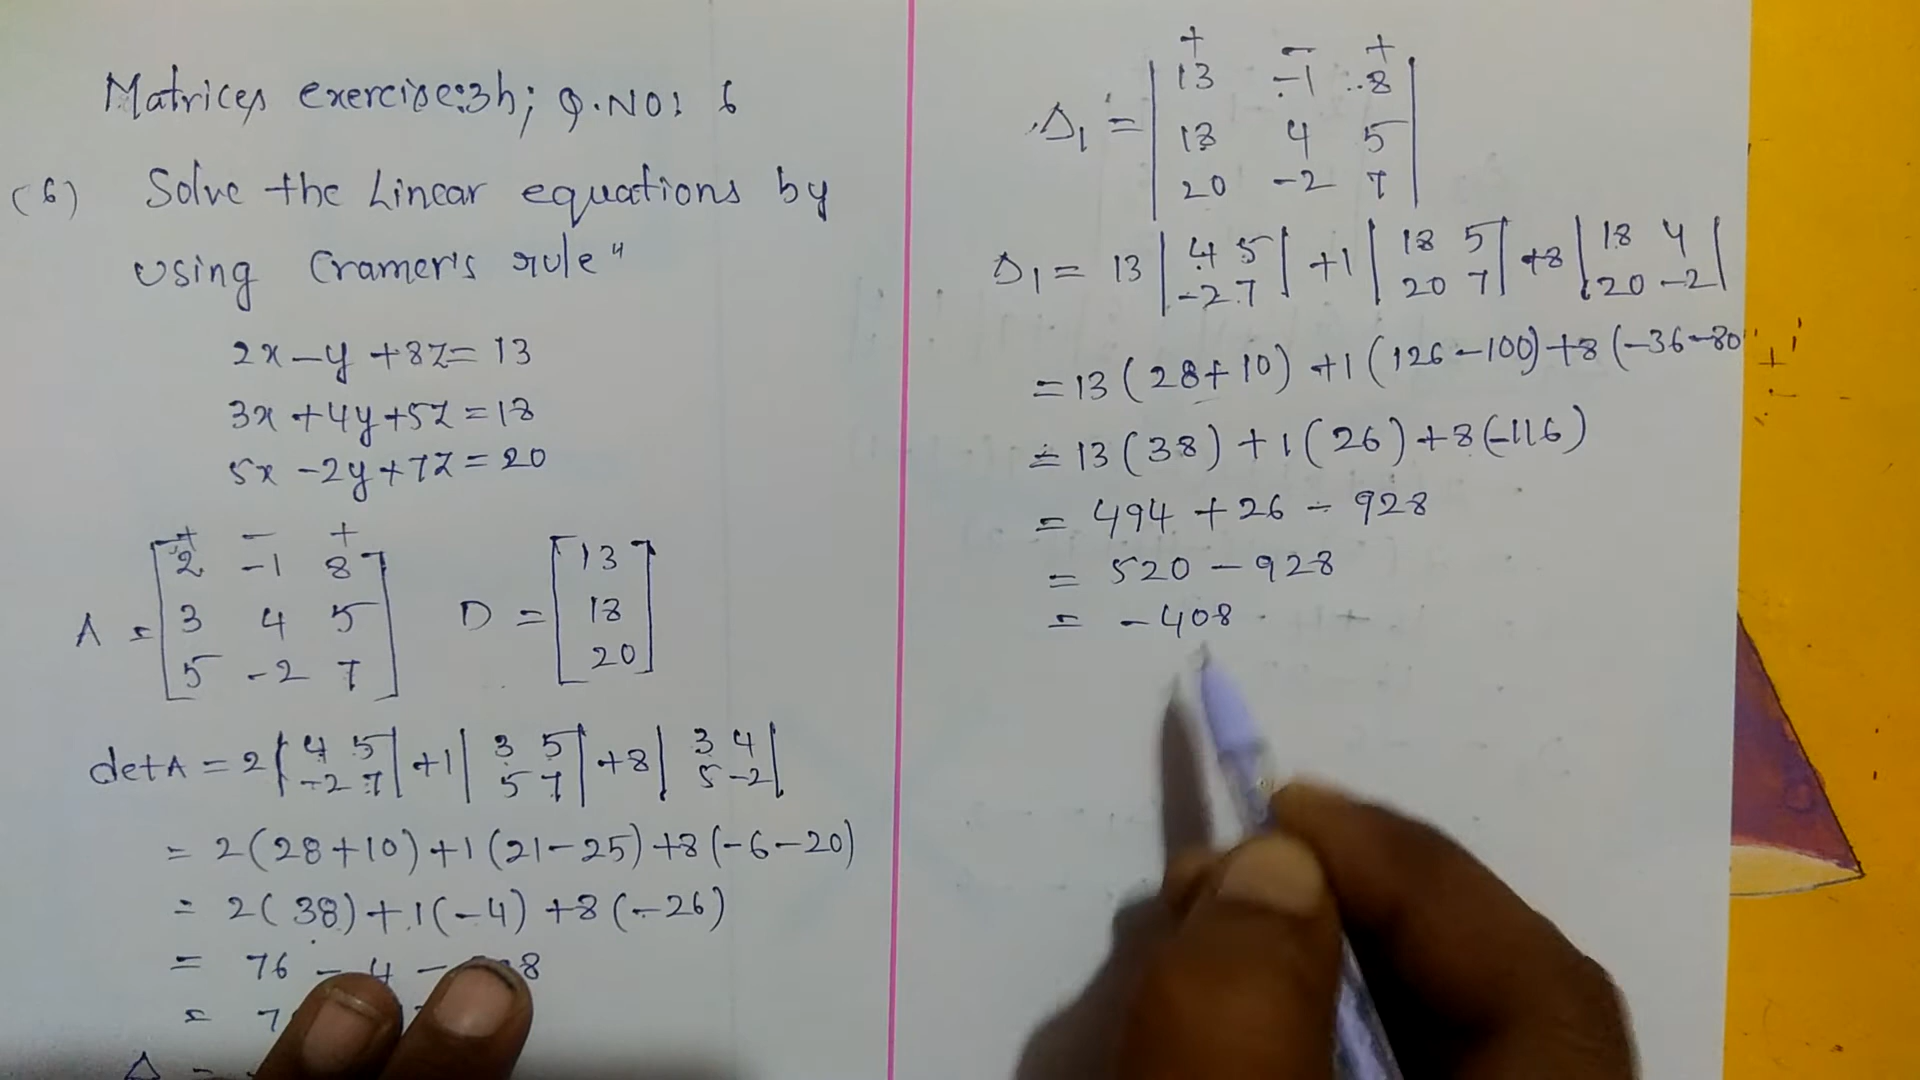 Matrices exercise:3h; Q.NO: 6
(6) Solve the Linear equations by
using Cramer's rule"
2x-y+8z=13
3x+4y+5z=18
5x-2y+7z=20
+ - +
A = [2 -1 8] D = [13]
[3 4 5] [18]
[5 -2 7] [20]
detA = 2|4 5| +1|3 5| +8|3 4|
|-2 7| |5 7| |5 -2|
= 2(28+10)+1(21-25)+8(-6-20)
= 2(38)+1(-4)+8(-26)
= 76 - 4 - 8
= 7
Δ =
+ - +
Δ1 = |13 -1 8|
|18 4 5|
|20 -2 7|
Δ1 = 13|4 5| +1|18 5| +8|18 4|
|-2 7| |20 7| |20 -2|
= 13(28+10) +1(126-100)+8(-36-80
= 13(38)+1(26)+8(-116)
= 494 + 26 - 928
= 520 - 928
= -408